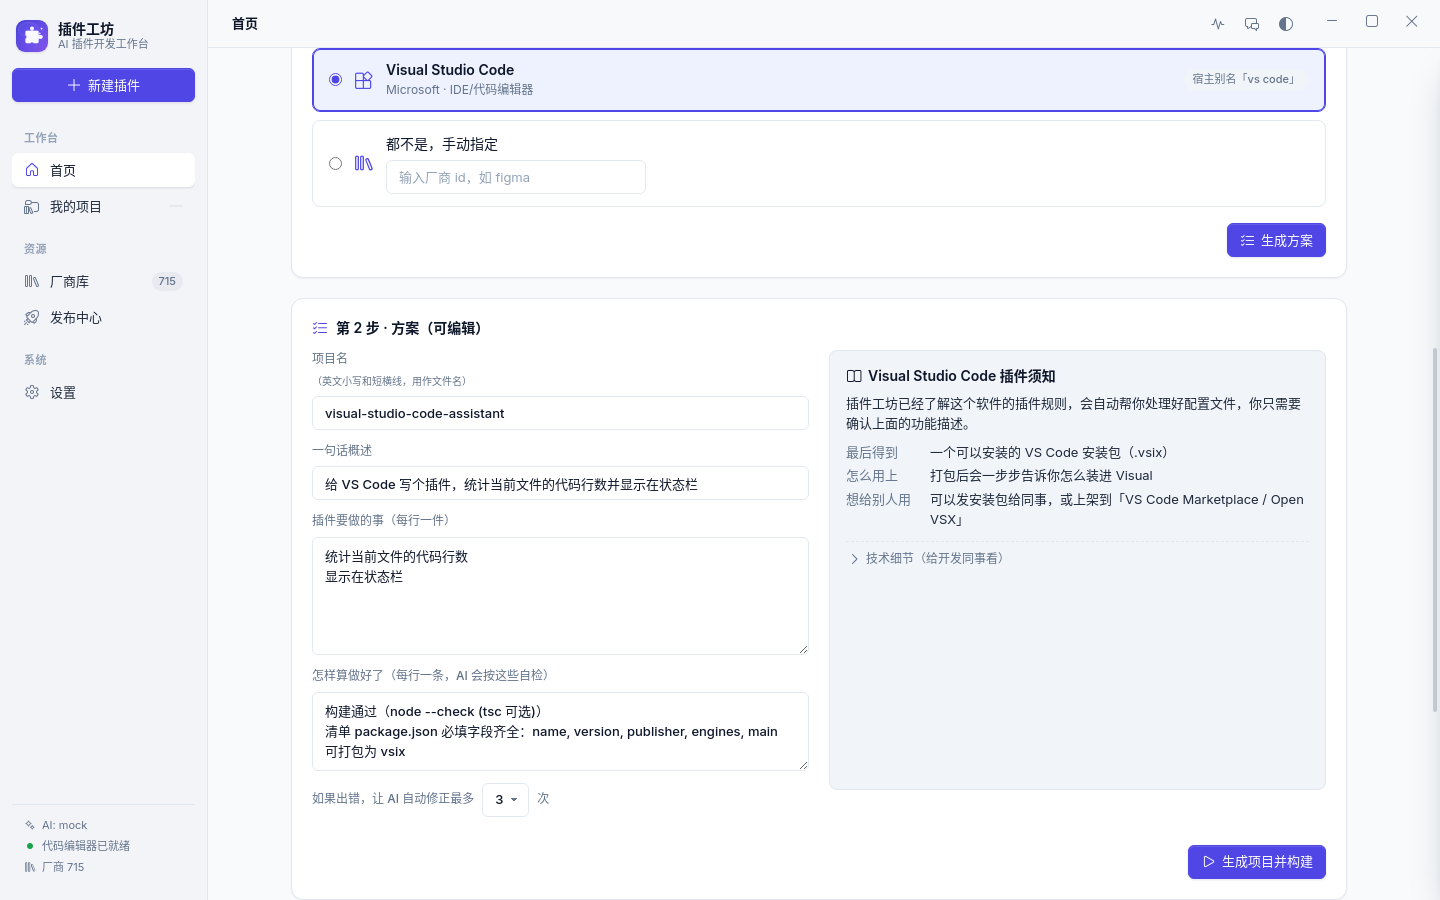 插件工坊
AI 插件开发工作台
新建插件
工作台
首页
我的项目
资源
厂商库
715
发布中心
系统
设置
AI: mock
代码编辑器已就绪
厂商 715
首页
Visual Studio Code
Microsoft · IDE/代码编辑器
宿主别名「vs code」
都不是，手动指定
输入厂商 id，如 figma
生成方案
第 2 步 · 方案（可编辑）
项目名
（英文小写和短横线，用作文件名）
visual-studio-code-assistant
一句话概述
给 VS Code 写个插件，统计当前文件的代码行数并显示在状态栏
插件要做的事（每行一件）
统计当前文件的代码行数
显示在状态栏
怎样算做好了（每行一条，AI 会按这些自检）
构建通过（node --check (tsc 可选)）
清单 package.json 必填字段齐全：name, version, publisher, engines, main
可打包为 vsix
如果出错，让 AI 自动修正最多 3 次
Visual Studio Code 插件须知
插件工坊已经了解这个软件的插件规则，会自动帮你处理好配置文件，你只需要
确认上面的功能描述。
最后得到 一个可以安装的 VS Code 安装包（.vsix）
怎么用上 打包后会一步步告诉你怎么装进 Visual
想给别人用 可以发安装包给同事，或上架到「VS Code Marketplace / Open
VSX」
技术细节（给开发同事看）
生成项目并构建